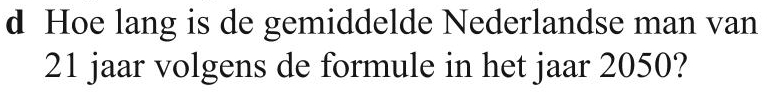 d Hoe lang is de gemiddelde Nederlandse man van
21 jaar volgens de formule in het jaar 2050?